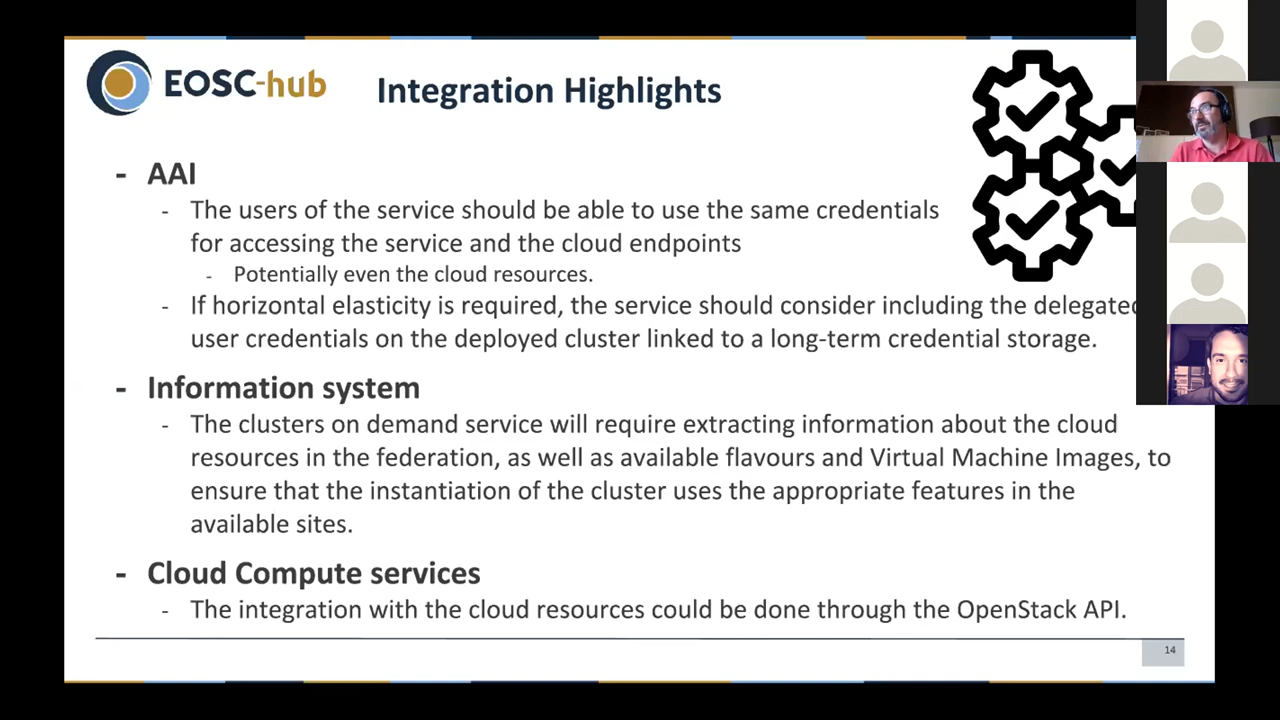 EOSC-hub
Integration Highlights
- AAI
- The users of the service should be able to use the same credentials
for accessing the service and the cloud endpoints
- Potentially even the cloud resources.
- If horizontal elasticity is required, the service should consider including the delegated
user credentials on the deployed cluster linked to a long-term credential storage.
- Information system
- The clusters on demand service will require extracting information about the cloud
resources in the federation, as well as available flavours and Virtual Machine Images, to
ensure that the instantiation of the cluster uses the appropriate features in the
available sites.
- Cloud Compute services
- The integration with the cloud resources could be done through the OpenStack API.
14